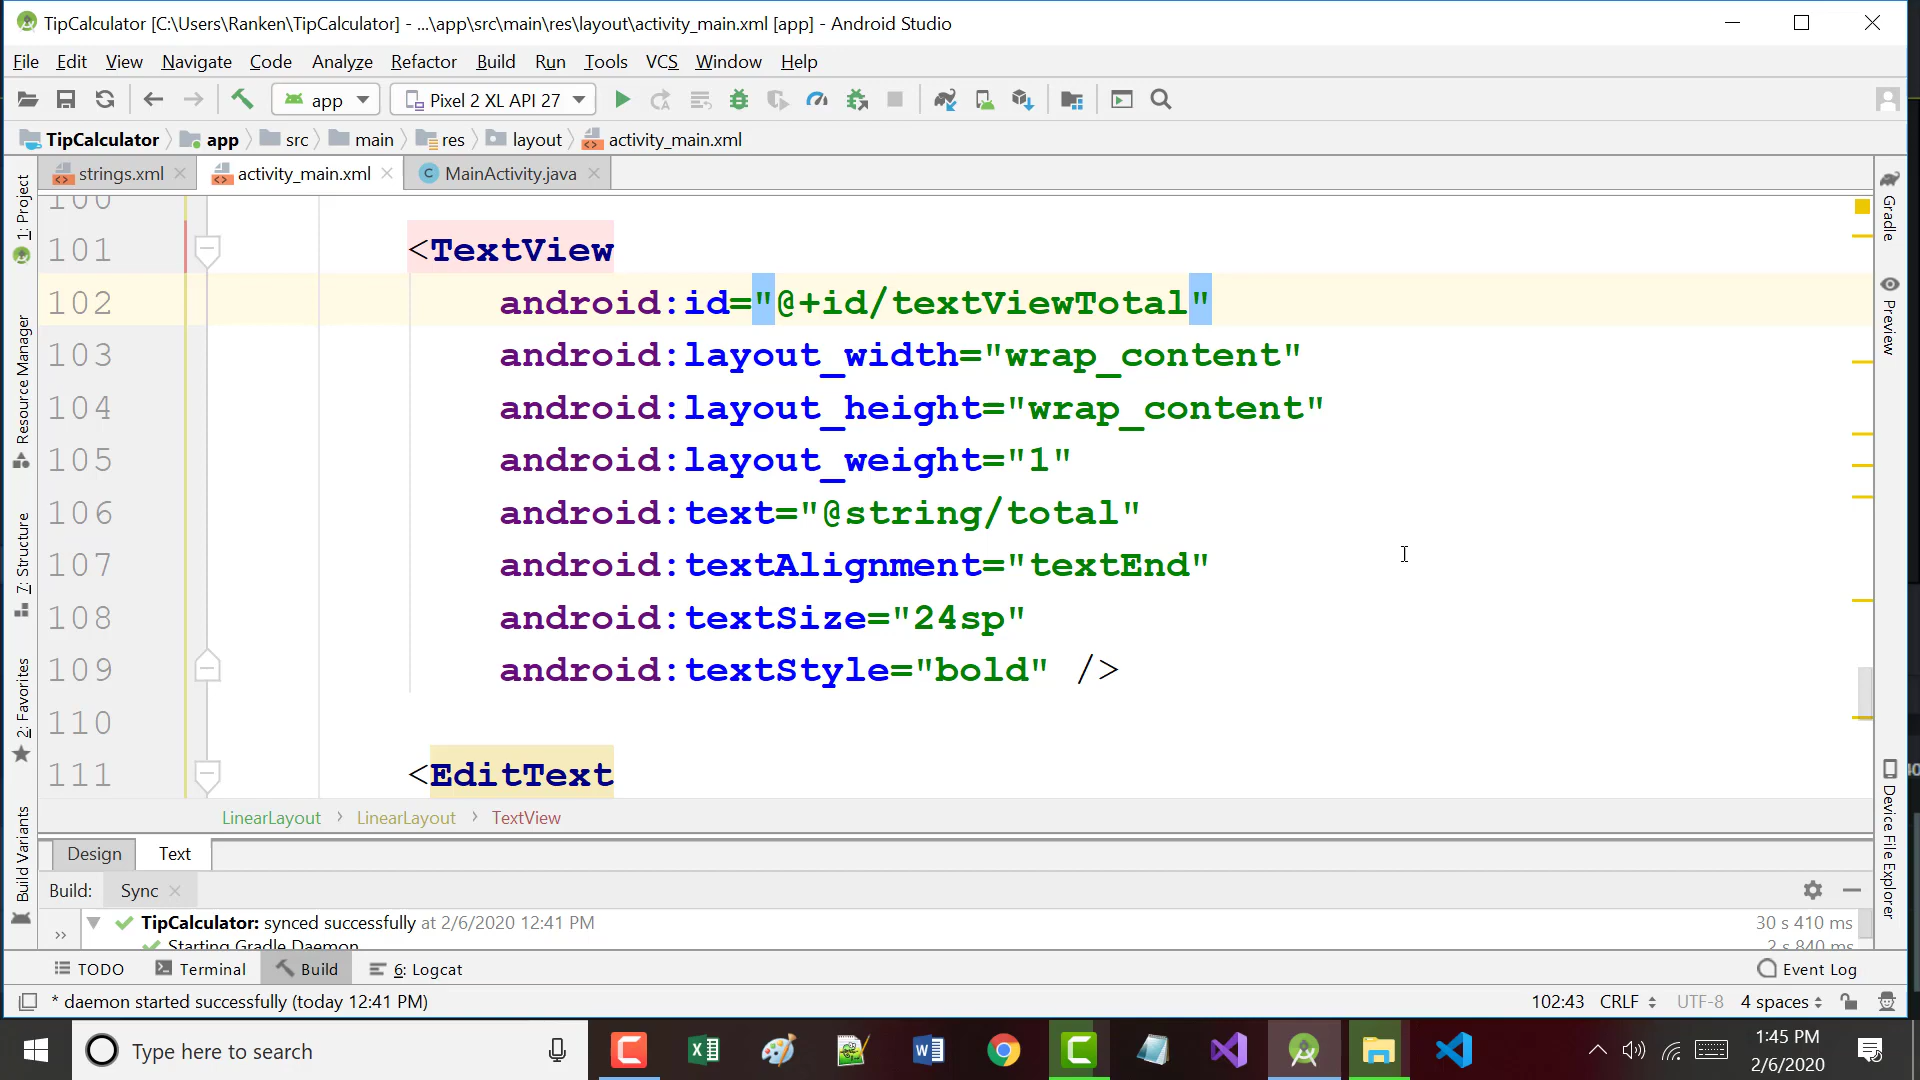 TipCalculator [C:\Users\Ranken\TipCalculator] - ...\app\src\main\res\layout\activity_main.xml [app] - Android Studio
File Edit View Navigate Code Analyze Refactor Build Run Tools VCS Window Help
app Pixel 2 XL API 27
TipCalculator app src main res layout activity_main.xml
strings.xml activity_main.xml MainActivity.java
100
101 <TextView
102 android:id="@+id/textViewTotal"
103 android:layout_width="wrap_content"
104 android:layout_height="wrap_content"
105 android:layout_weight="1"
106 android:text="@string/total"
107 android:textAlignment="textEnd"
108 android:textSize="24sp"
109 android:textStyle="bold" />
110
111 <EditText
LinearLayout › LinearLayout › TextView
Design Text
Build: Sync
TipCalculator: synced successfully at 2/6/2020 12:41 PM 30 s 410 ms
Starting Gradle Daemon 2 s 840 ms
TODO Terminal Build 6: Logcat Event Log
* daemon started successfully (today 12:41 PM) 102:43 CRLF UTF-8 4 spaces
1: Project
Resource Manager
7: Structure
2: Favorites
Build Variants
Gradle
Preview
Device File Explorer
Type here to search
1:45 PM
2/6/2020